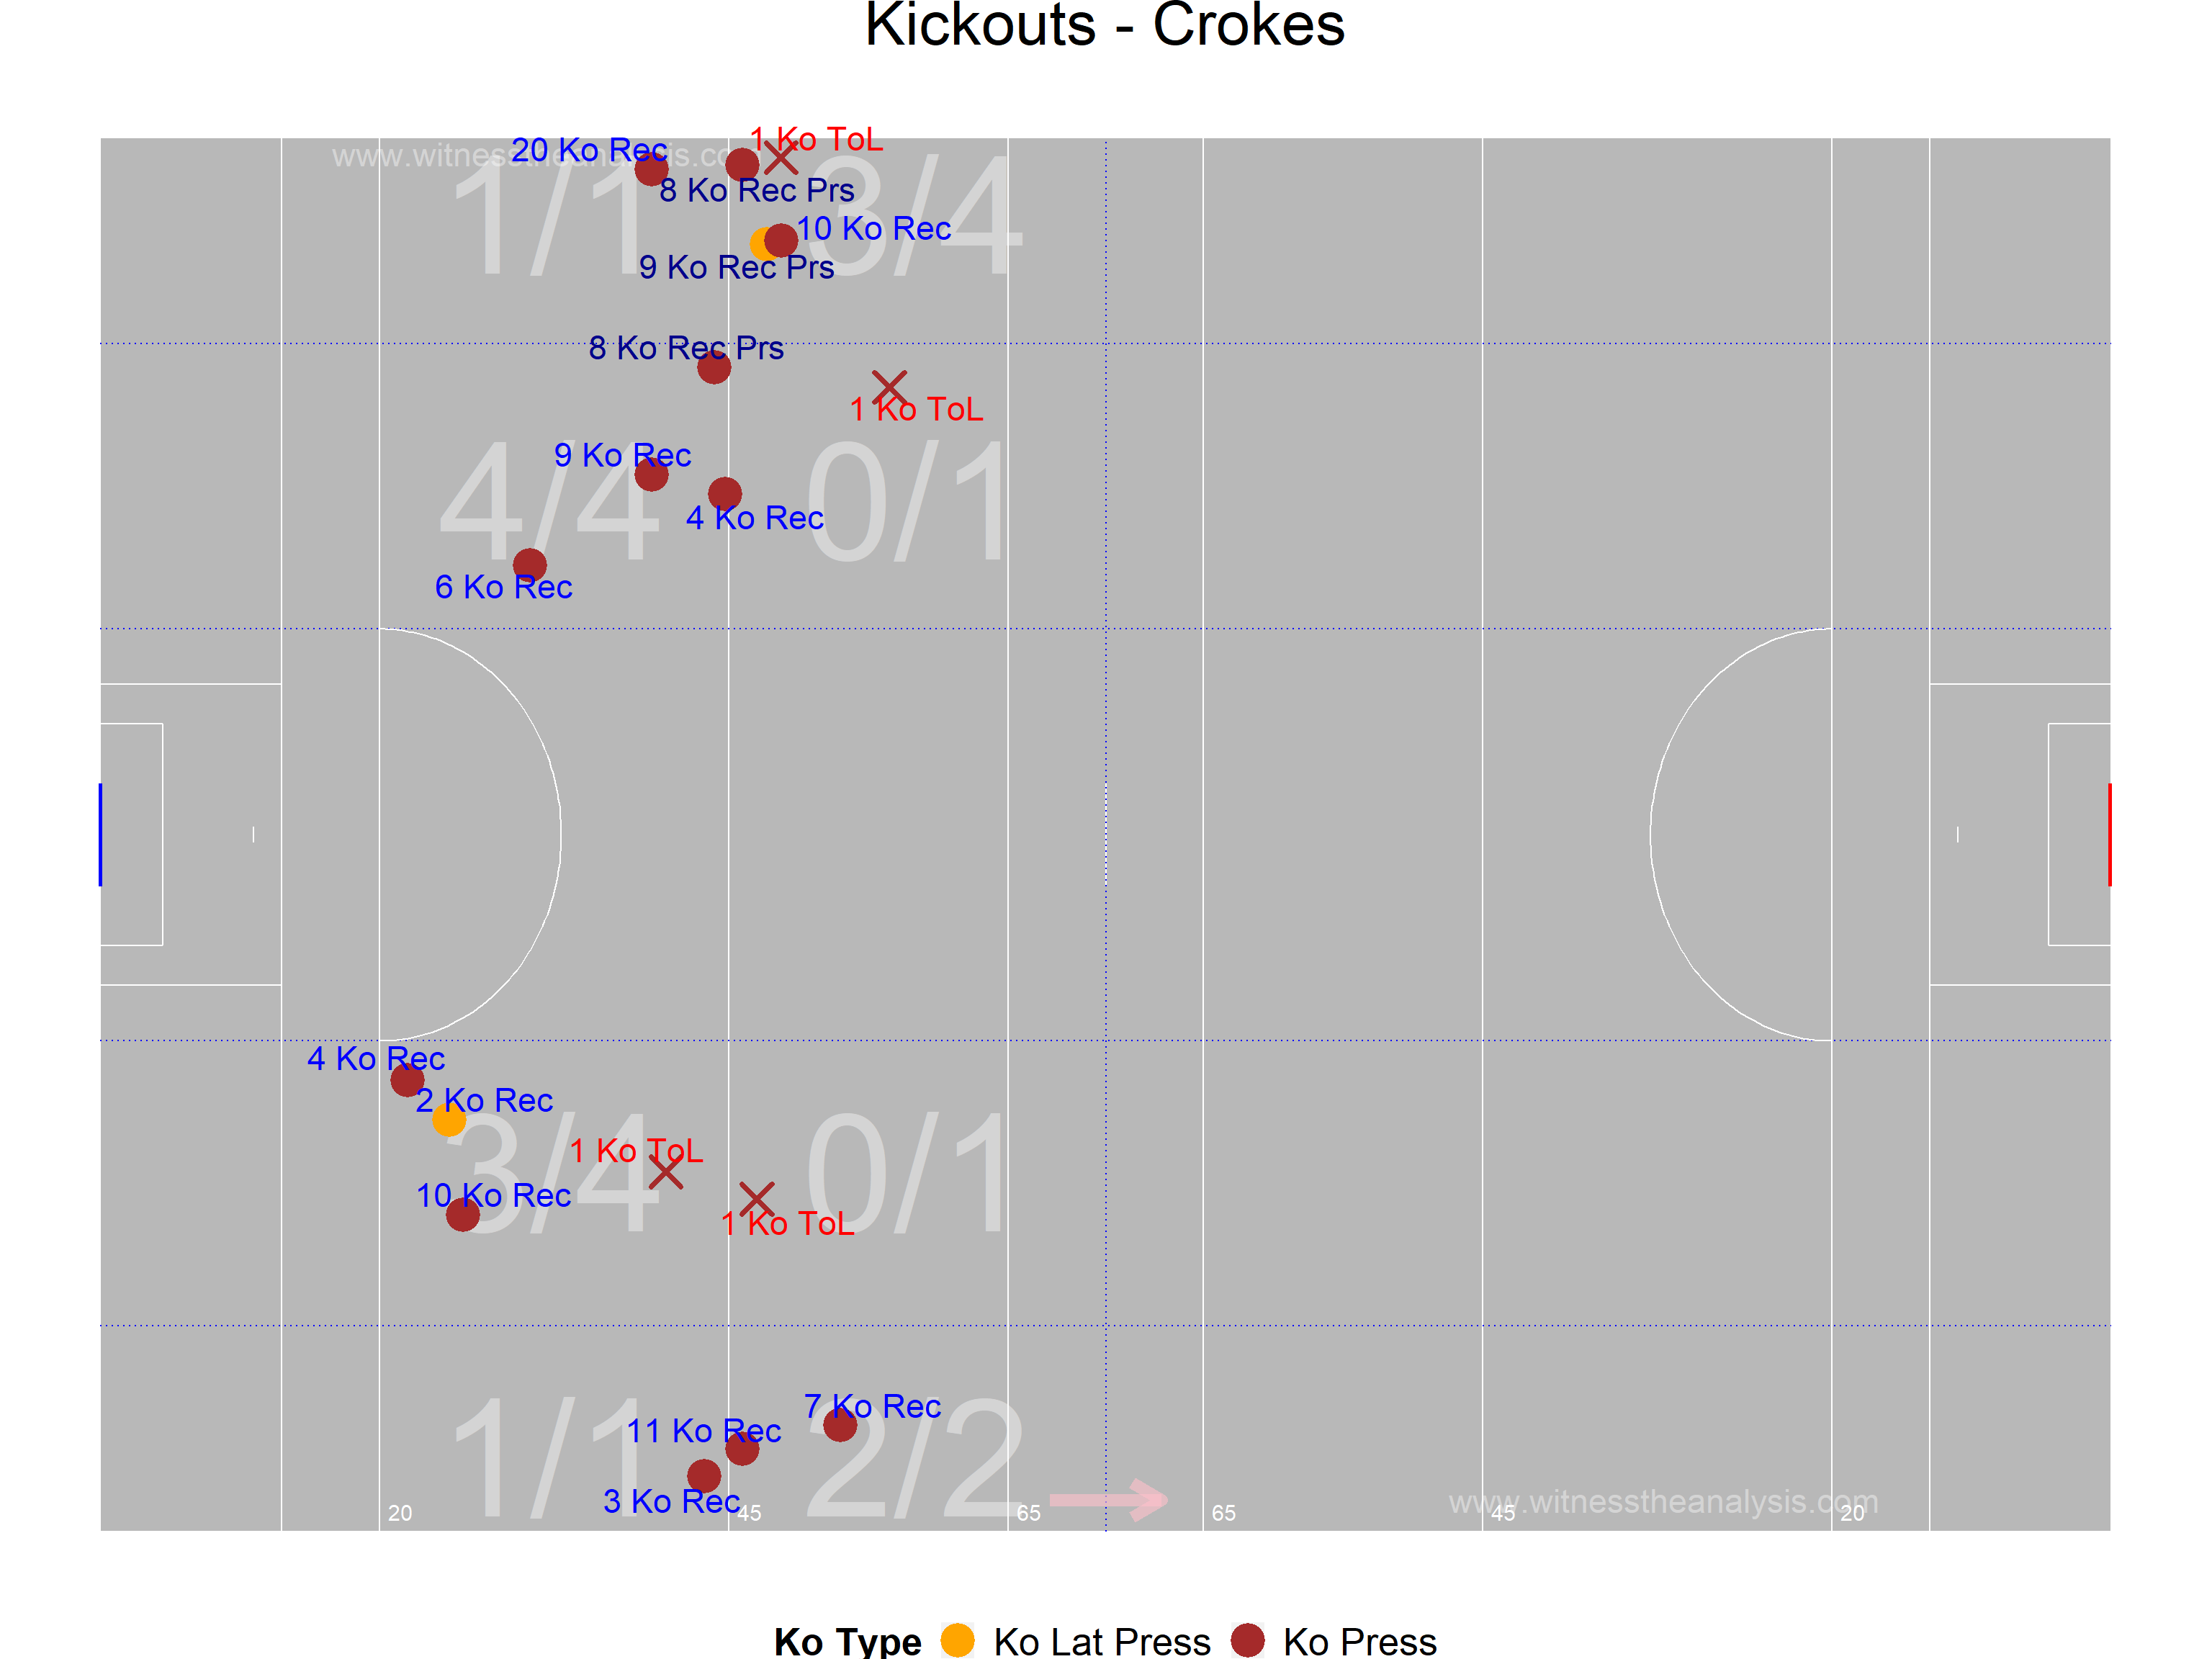 Kickouts - Crokes
1 Ko ToL
20 Ko Rec
www.witnesstheanalysis.com
8 Ko Rec Prs
1/1
3/4
10 Ko Rec
9 Ko Rec Prs
8 Ko Rec Prs
1 Ko ToL
9 Ko Rec
4/4
0/1
4 Ko Rec
6 Ko Rec
4 Ko Rec
2 Ko Rec
1 Ko ToL
3/4
0/1
10 Ko Rec
1 Ko ToL
7 Ko Rec
11 Ko Rec
1/1
2/2
3 Ko Rec
www.witnesstheanalysis.com
20
45
65
65
45
20
Ko Type Ko Lat Press Ko Press